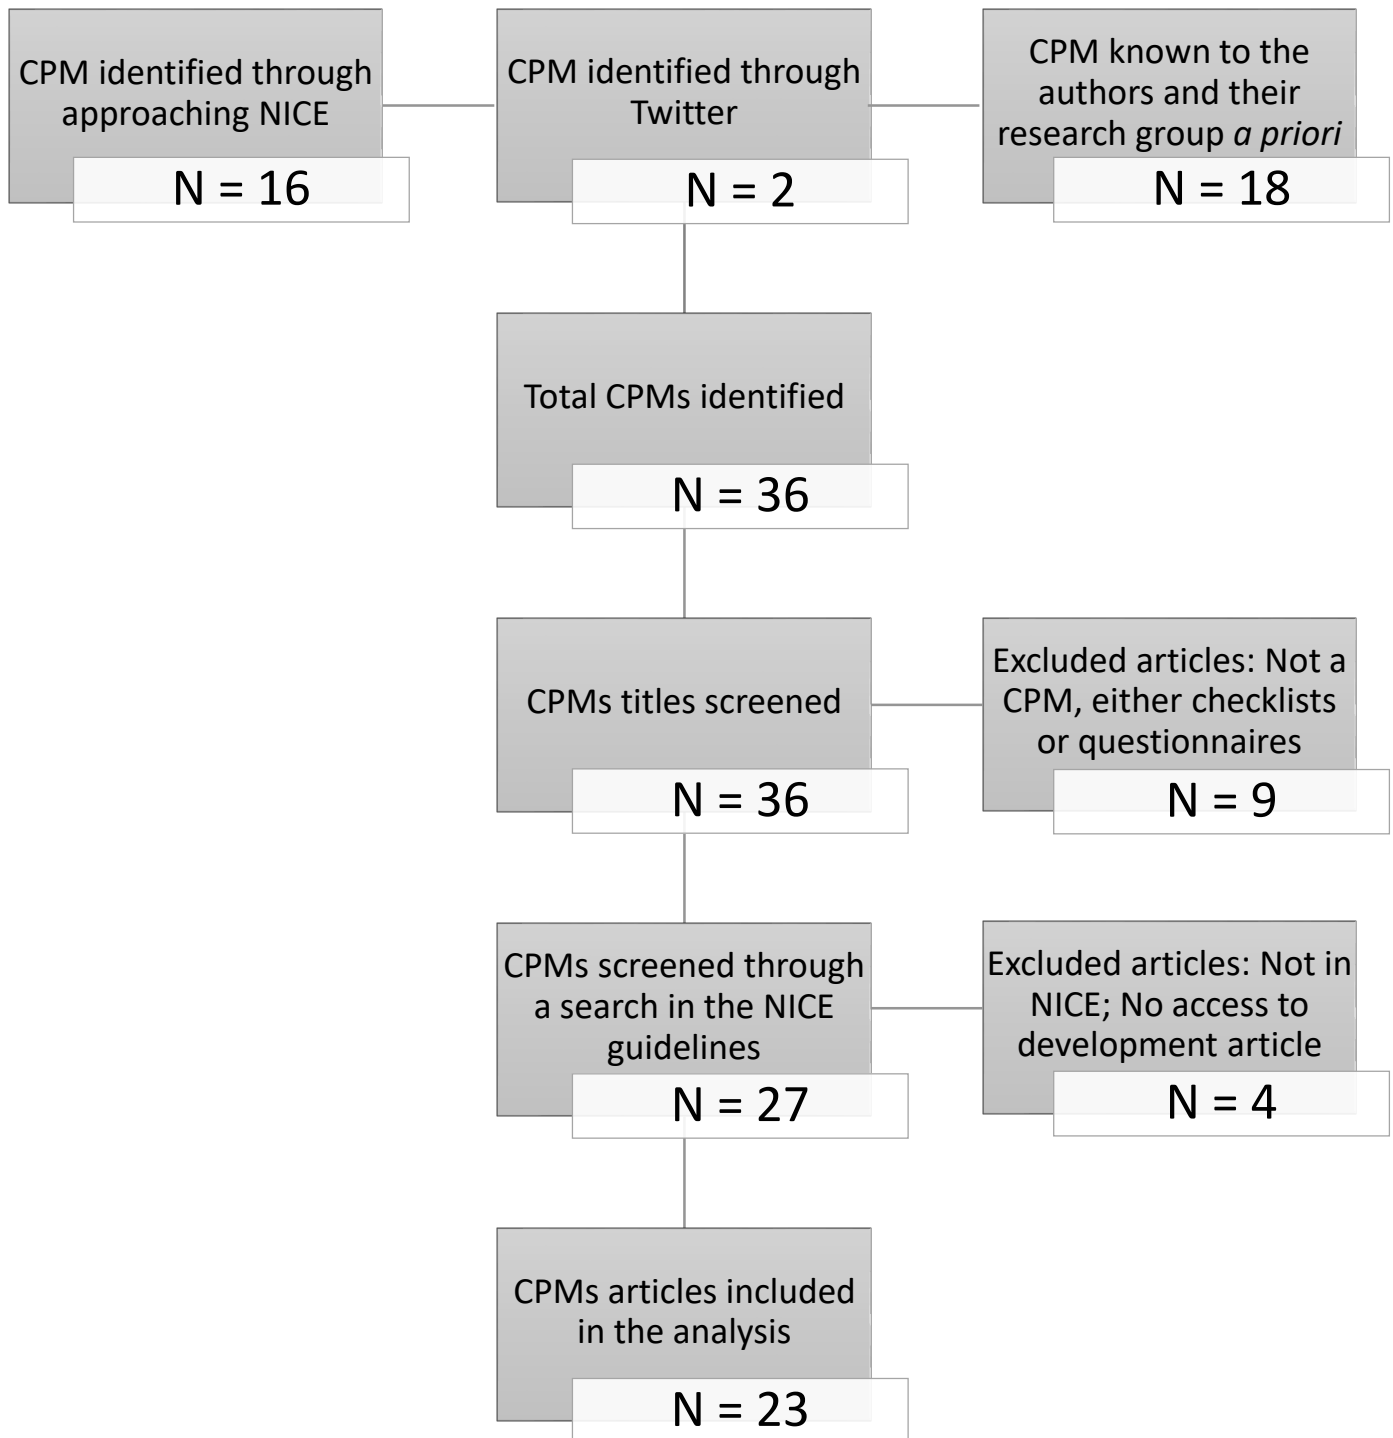 CPM identified through
approaching NICE
N = 16
CPM identified through
Twitter
N = 2
CPM known to the
authors and their
research group a priori
N = 18
Total CPMs identified
N = 36
CPMs titles screened
N = 36
Excluded articles: Not a
CPM, either checklists
or questionnaires
N = 9
CPMs screened through
a search in the NICE
guidelines
N = 27
Excluded articles: Not in
NICE; No access to
development article
N = 4
CPMs articles included
in the analysis
N = 23